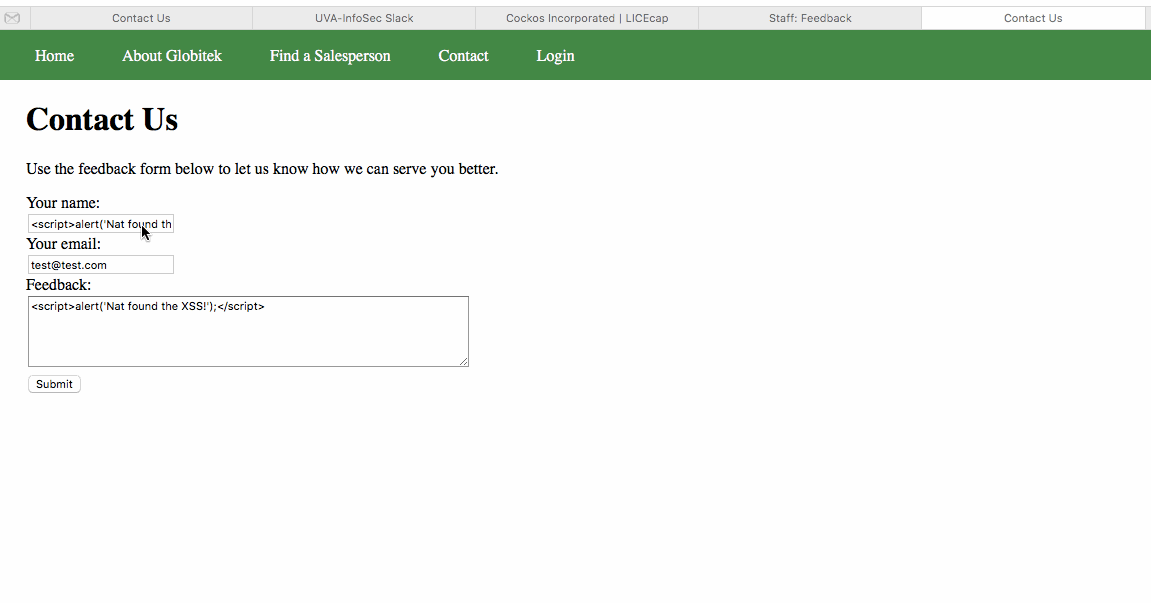 Contact Us UVA-InfoSec Slack Cockos Incorporated | LICEcap Staff: Feedback Contact Us
Home About Globitek Find a Salesperson Contact Login
Contact Us
Use the feedback form below to let us know how we can serve you better.
Your name:
<script>alert('Nat found th
Your email:
test@test.com
Feedback:
<script>alert('Nat found the XSS!');</script>
Submit